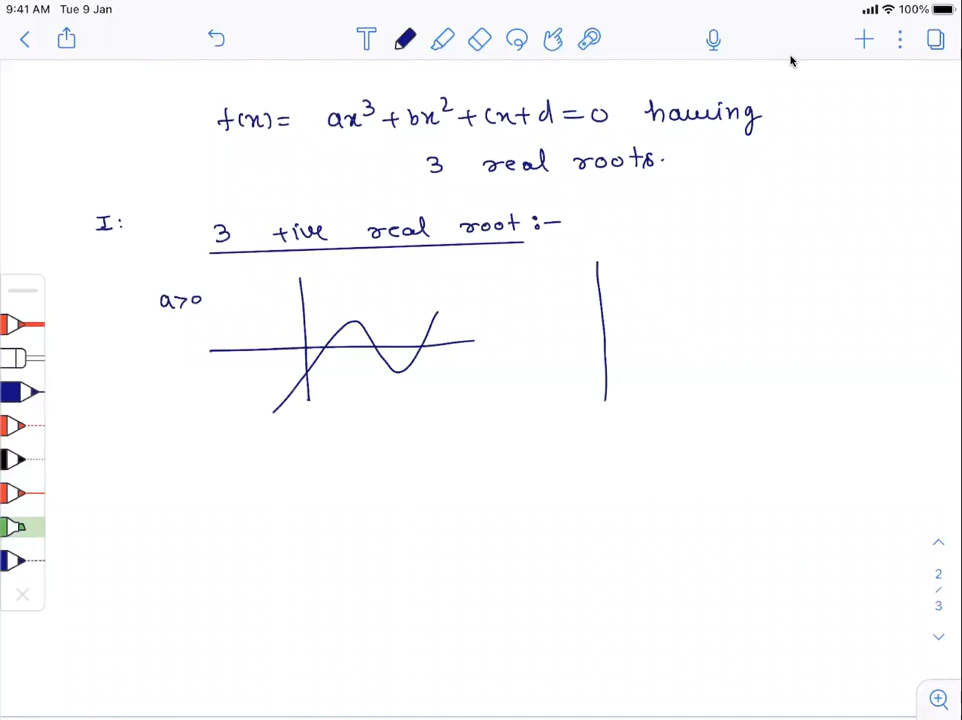 9:41 AM Tue 9 Jan
100%
f(x) = ax³ + bx² + cx + d = 0 having
3 real roots.
I:
3 +ive real root :-
a>0
2
/
3